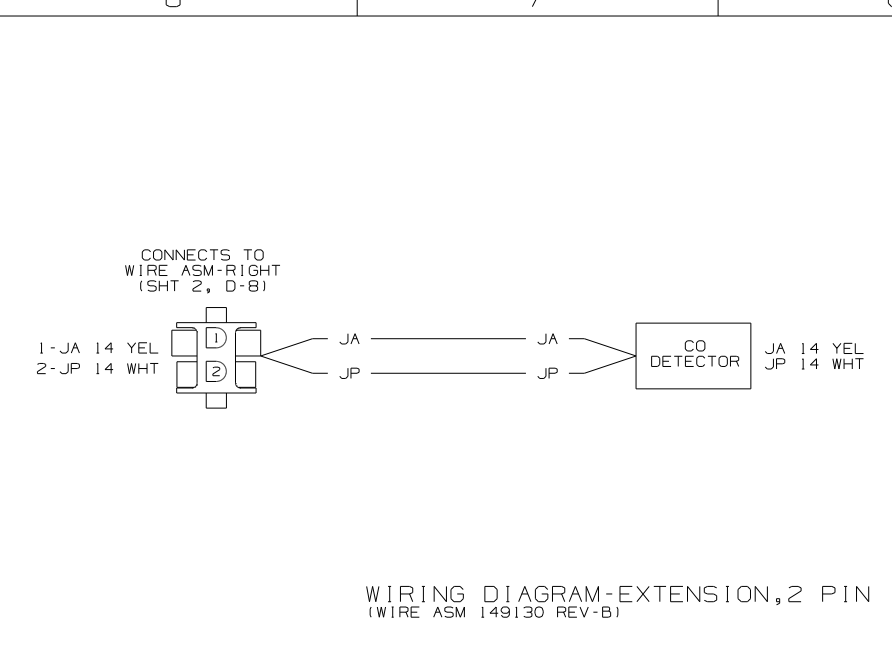 CONNECTS TO
WIRE ASM-RIGHT
(SHT 2, D-8)
1-JA 14 YEL
2-JP 14 WHT
1
2
JA
JA
JP
JP
CO
DETECTOR
JA 14 YEL
JP 14 WHT
WIRING DIAGRAM-EXTENSION,2 PIN
(WIRE ASM 149130 REV-B)